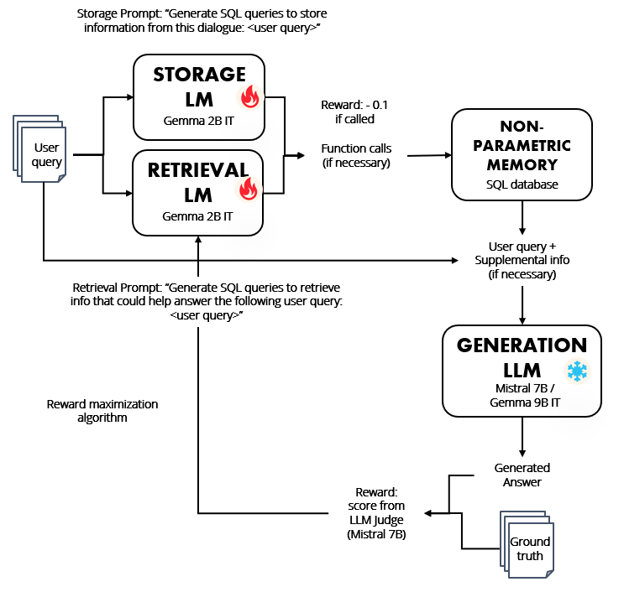 Storage Prompt: “Generate SQL queries to store
information from this dialogue: <user query>”
STORAGE
LM
Gemma 2B IT
User
query
RETRIEVAL
LM
Gemma 2B IT
Reward: - 0.1
if called
Function calls
(if necessary)
NON-
PARAMETRIC
MEMORY
SQL database
User query +
Supplemental info
(if necessary)
Retrieval Prompt: “Generate SQL queries to retrieve
info that could help answer the following user query:
<user query>”
GENERATION
LLM
Mistral 7B /
Gemma 9B IT
Reward maximization
algorithm
Generated
Answer
Reward:
score from
LLM Judge
(Mistral 7B)
Ground
truth